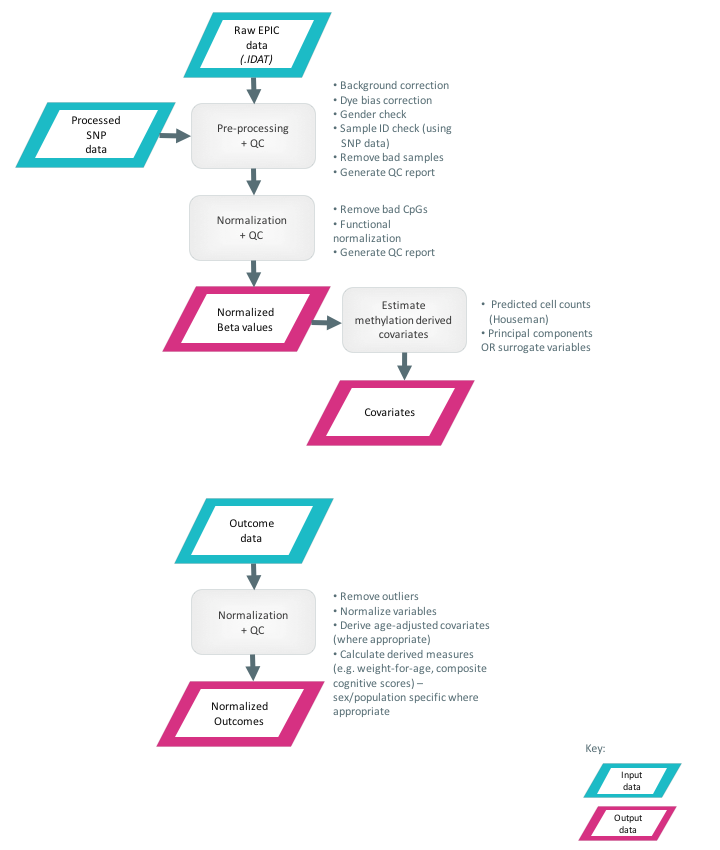 Raw EPIC
data
(.IDAT)
Processed
SNP
data
Pre-processing
+ QC
• Background correction
• Dye bias correction
• Gender check
• Sample ID check (using
SNP data)
• Remove bad samples
• Generate QC report
Normalization
+ QC
• Remove bad CpGs
• Functional
normalization
• Generate QC report
Normalized
Beta values
Estimate
methylation derived
covariates
• Predicted cell counts
(Houseman)
• Principal components
OR surrogate variables
Covariates
Outcome
data
Normalization
+ QC
• Remove outliers
• Normalize variables
• Derive age-adjusted covariates
(where appropriate)
• Calculate derived measures
(e.g. weight-for-age, composite
cognitive scores) –
sex/population specific where
appropriate
Normalized
Outcomes
Key:
Input
data
Output
data